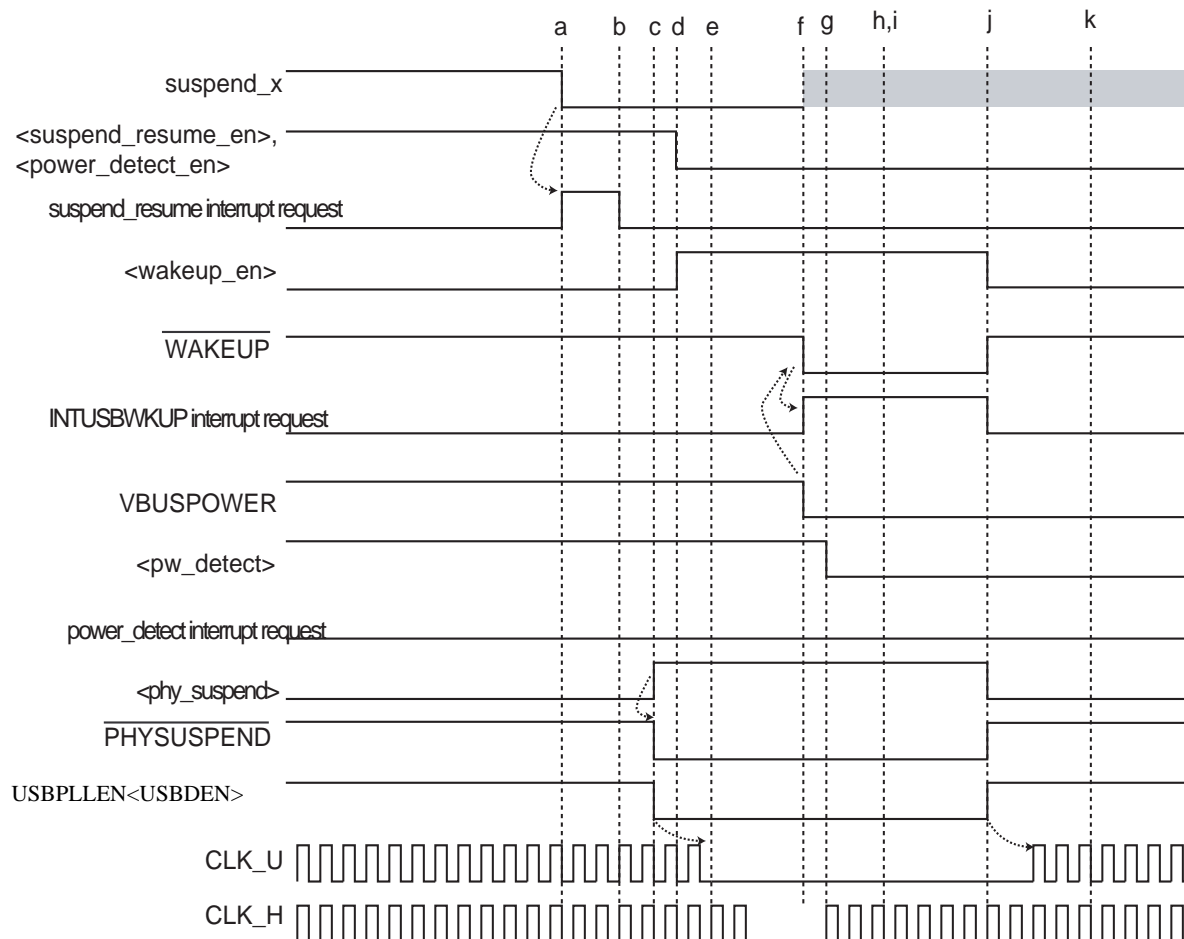 a b c d e f g h,i j k
suspend_x
<suspend_resume_en>,
<power_detect_en>
suspend_resume interrupt request
<wakeup_en>
WAKEUP
INTUSBWKUP interrupt request
VBUSPOWER
<pw_detect>
power_detect interrupt request
<phy_suspend>
PHYSUSPEND
USBPLLEN<USBDEN>
CLK_U
CLK_H